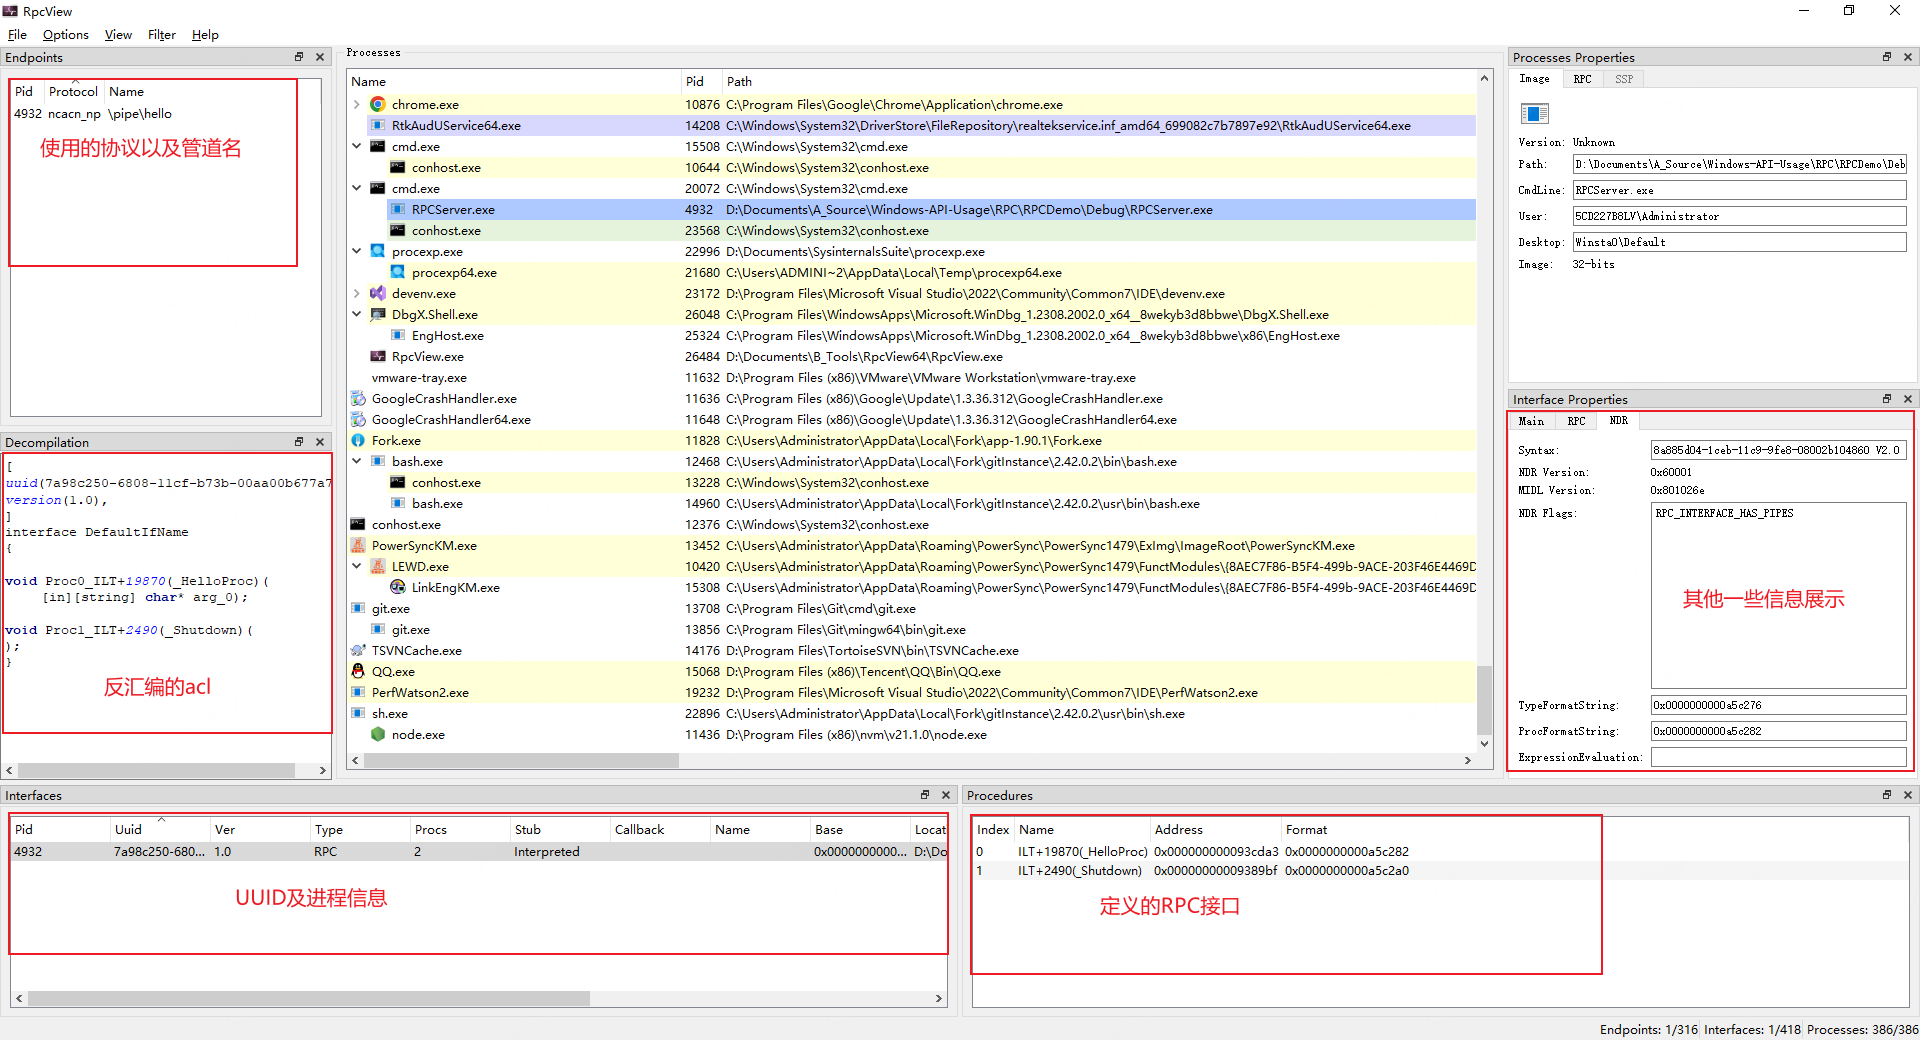 RpcView
File Options View Filter Help
Endpoints
Pid Protocol Name
4932 ncacn_np \pipe\hello
使用的协议以及管道名
Decompilation
[
uuid(7a98c250-6808-11cf-b73b-00aa00b677a7
version(1.0),
]
interface DefaultIfName
{
void Proc0_ILT+19870(_HelloProc)(
[in][string] char* arg_0);
void Proc1_ILT+2490(_Shutdown)(
);
}
反汇编的acl
Processes
Name Pid Path
chrome.exe 10876 C:\Program Files\Google\Chrome\Application\chrome.exe
RtkAudUService64.exe 14208 C:\Windows\System32\DriverStore\FileRepository\realtekservice.inf_amd64_699082c7b7897e92\RtkAudUService64.exe
cmd.exe 15508 C:\Windows\System32\cmd.exe
conhost.exe 10644 C:\Windows\System32\conhost.exe
cmd.exe 20072 C:\Windows\System32\cmd.exe
RPCServer.exe 4932 D:\Documents\A_Source\Windows-API-Usage\RPC\RPCDemo\Debug\RPCServer.exe
conhost.exe 23568 C:\Windows\System32\conhost.exe
procexp.exe 22996 D:\Documents\SysinternalsSuite\procexp.exe
procexp64.exe 21680 C:\Users\ADMINI~2\AppData\Local\Temp\procexp64.exe
devenv.exe 23172 D:\Program Files\Microsoft Visual Studio\2022\Community\Common7\IDE\devenv.exe
DbgX.Shell.exe 26048 C:\Program Files\WindowsApps\Microsoft.WinDbg_1.2308.2002.0_x64__8wekyb3d8bbwe\DbgX.Shell.exe
EngHost.exe 25324 C:\Program Files\WindowsApps\Microsoft.WinDbg_1.2308.2002.0_x64__8wekyb3d8bbwe\x86\EngHost.exe
RpcView.exe 26484 D:\Documents\B_Tools\RpcView64\RpcView.exe
vmware-tray.exe 11632 D:\Program Files (x86)\VMware\VMware Workstation\vmware-tray.exe
GoogleCrashHandler.exe 11636 C:\Program Files (x86)\Google\Update\1.3.36.312\GoogleCrashHandler.exe
GoogleCrashHandler64.exe 11648 C:\Program Files (x86)\Google\Update\1.3.36.312\GoogleCrashHandler64.exe
Fork.exe 11828 C:\Users\Administrator\AppData\Local\Fork\app-1.90.1\Fork.exe
bash.exe 12468 C:\Users\Administrator\AppData\Local\Fork\gitInstance\2.42.0.2\bin\bash.exe
conhost.exe 13228 C:\Windows\System32\conhost.exe
bash.exe 14960 C:\Users\Administrator\AppData\Local\Fork\gitInstance\2.42.0.2\usr\bin\bash.exe
conhost.exe 12376 C:\Windows\System32\conhost.exe
PowerSyncKM.exe 13452 C:\Users\Administrator\AppData\Roaming\PowerSync\PowerSync1479\ExImg\ImageRoot\PowerSyncKM.exe
LEWD.exe 10420 C:\Users\Administrator\AppData\Roaming\PowerSync\PowerSync1479\FunctModules\{8AEC7F86-B5F4-499b-9ACE-203F46E4469D
LinkEngKM.exe 15308 C:\Users\Administrator\AppData\Roaming\PowerSync\PowerSync1479\FunctModules\{8AEC7F86-B5F4-499b-9ACE-203F46E4469D
git.exe 13708 C:\Program Files\Git\cmd\git.exe
git.exe 13856 C:\Program Files\Git\mingw64\bin\git.exe
TSVNCache.exe 14176 D:\Program Files\TortoiseSVN\bin\TSVNCache.exe
QQ.exe 15068 D:\Program Files (x86)\Tencent\QQ\Bin\QQ.exe
PerfWatson2.exe 19232 D:\Program Files\Microsoft Visual Studio\2022\Community\Common7\IDE\PerfWatson2.exe
sh.exe 22896 C:\Users\Administrator\AppData\Local\Fork\gitInstance\2.42.0.2\usr\bin\sh.exe
node.exe 11436 D:\Program Files (x86)\nvm\v21.1.0\node.exe
Processes Properties
Image RPC SSP
Version: Unknown
Path: D:\Documents\A_Source\Windows-API-Usage\RPC\RPCDemo\Deb
CmdLine: RPCServer.exe
User: 5CD227B8LV\Administrator
Desktop: Winsta0\Default
Image: 32-bits
Interface Properties
Main RPC NDR
Syntax: 8a885d04-1ceb-11c9-9fe8-08002b104860 V2.0
NDR Version: 0x60001
MIDL Version: 0x801026e
NDR Flags: RPC_INTERFACE_HAS_PIPES
其他一些信息展示
TypeFormatString: 0x0000000000a5c276
ProcFormatString: 0x0000000000a5c282
ExpressionEvaluation:
Interfaces
Pid Uuid Ver Type Procs Stub Callback Name Base Locati
4932 7a98c250-680... 1.0 RPC 2 Interpreted 0x0000000000... D:\Do
UUID及进程信息
Procedures
Index Name Address Format
0 ILT+19870(_HelloProc) 0x000000000093cda3 0x0000000000a5c282
1 ILT+2490(_Shutdown) 0x00000000009389bf 0x0000000000a5c2a0
定义的RPC接口
Endpoints: 1/316 Interfaces: 1/418 Processes: 386/386